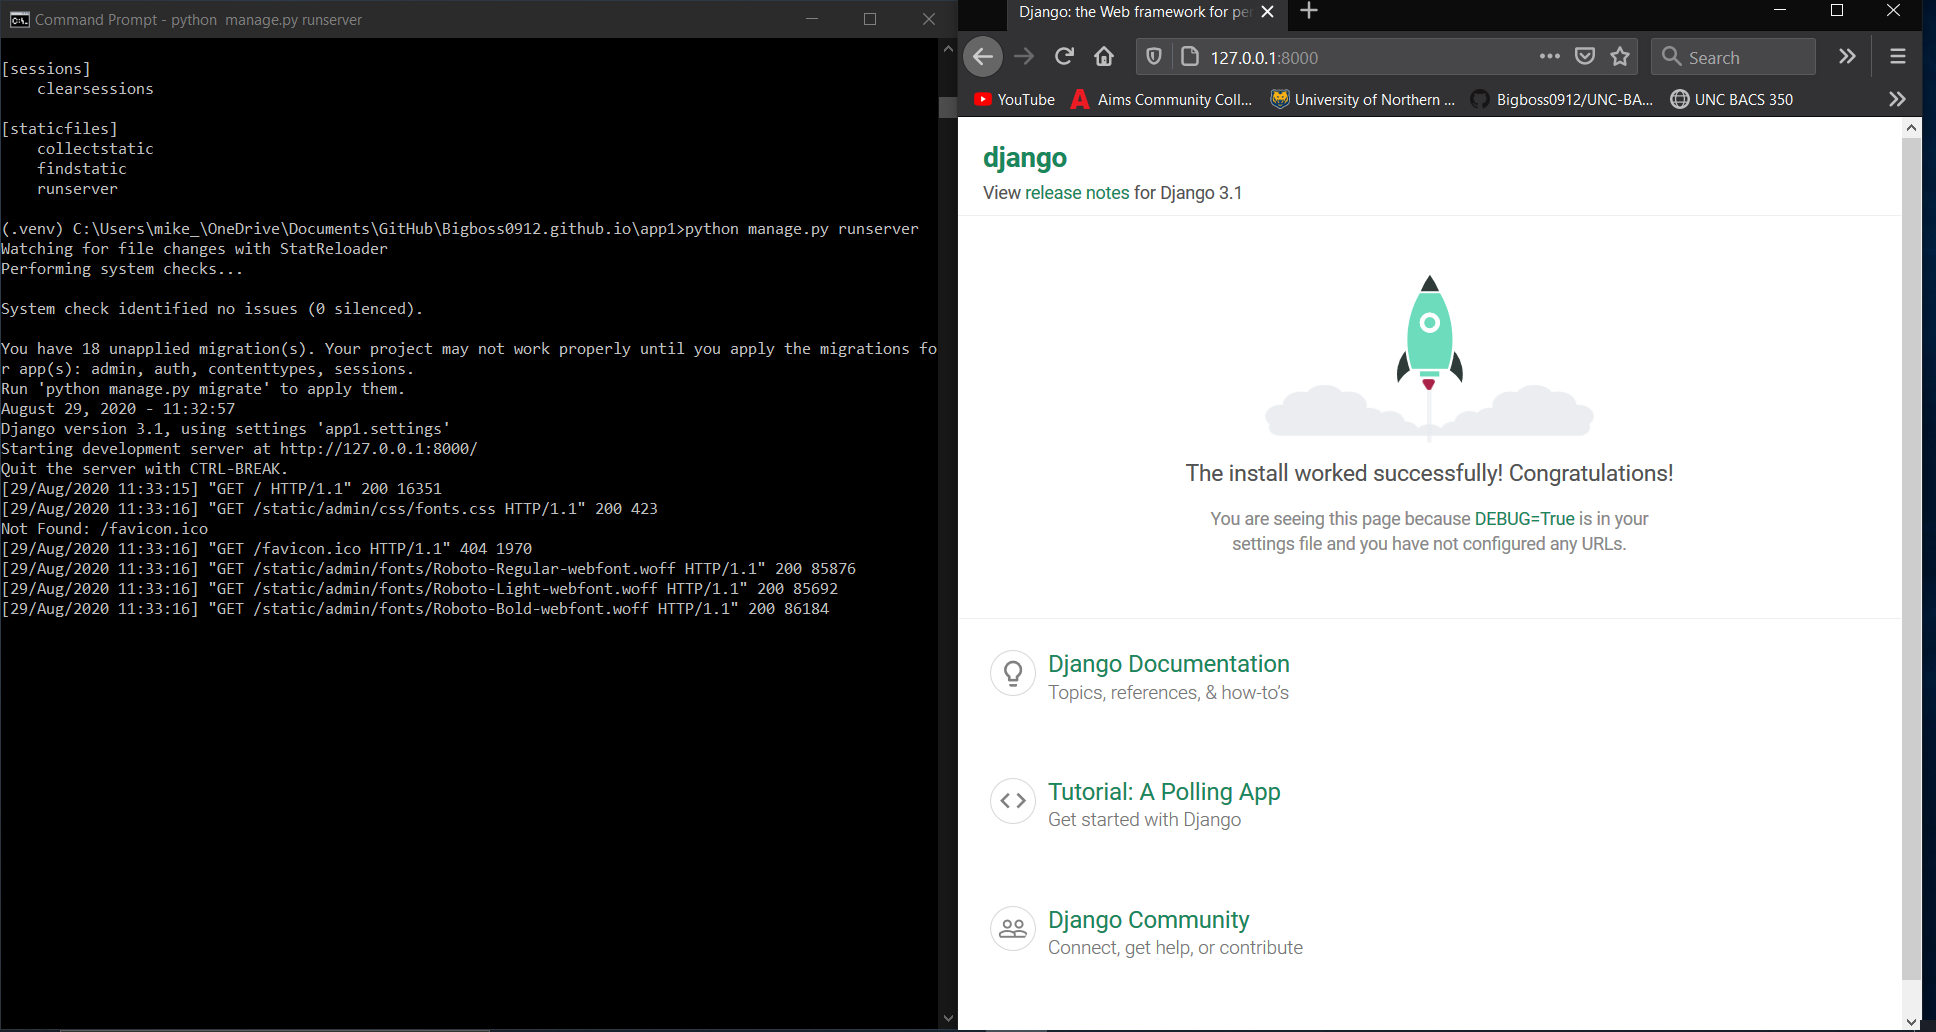 Command Prompt - python  manage.py runserver
[sessions]
    clearsessions
[staticfiles]
    collectstatic
    findstatic
    runserver
(.venv) C:\Users\mike_\OneDrive\Documents\GitHub\Bigboss0912.github.io\app1>python manage.py runserver
Watching for file changes with StatReloader
Performing system checks...
System check identified no issues (0 silenced).
You have 18 unapplied migration(s). Your project may not work properly until you apply the migrations fo
r app(s): admin, auth, contenttypes, sessions.
Run 'python manage.py migrate' to apply them.
August 29, 2020 - 11:32:57
Django version 3.1, using settings 'app1.settings'
Starting development server at http://127.0.0.1:8000/
Quit the server with CTRL-BREAK.
[29/Aug/2020 11:33:15] "GET / HTTP/1.1" 200 16351
[29/Aug/2020 11:33:16] "GET /static/admin/css/fonts.css HTTP/1.1" 200 423
Not Found: /favicon.ico
[29/Aug/2020 11:33:16] "GET /favicon.ico HTTP/1.1" 404 1970
[29/Aug/2020 11:33:16] "GET /static/admin/fonts/Roboto-Regular-webfont.woff HTTP/1.1" 200 85876
[29/Aug/2020 11:33:16] "GET /static/admin/fonts/Roboto-Light-webfont.woff HTTP/1.1" 200 85692
[29/Aug/2020 11:33:16] "GET /static/admin/fonts/Roboto-Bold-webfont.woff HTTP/1.1" 200 86184
Django: the Web framework for pe
127.0.0.1:8000
Search
YouTube
Aims Community Coll...
University of Northern ...
Bigboss0912/UNC-BA...
UNC BACS 350
django
View release notes for Django 3.1
The install worked successfully! Congratulations!
You are seeing this page because DEBUG=True is in your
settings file and you have not configured any URLs.
Django Documentation
Topics, references, & how-to's
Tutorial: A Polling App
Get started with Django
Django Community
Connect, get help, or contribute